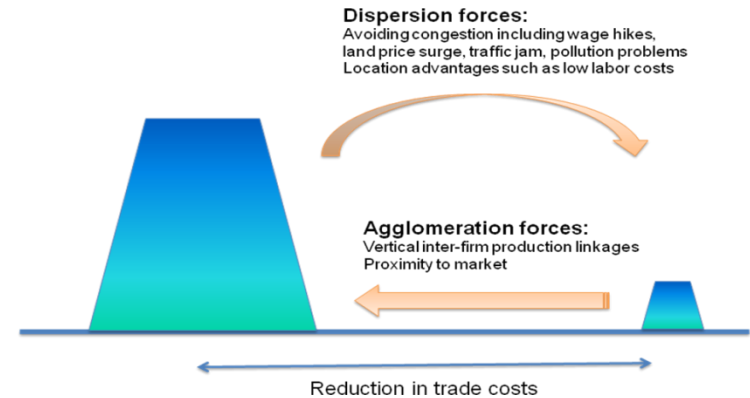 Dispersion forces:
Avoiding congestion including wage hikes,
land price surge, traffic jam, pollution problems
Location advantages such as low labor costs
Agglomeration forces:
Vertical inter-firm production linkages
Proximity to market
Reduction in trade costs